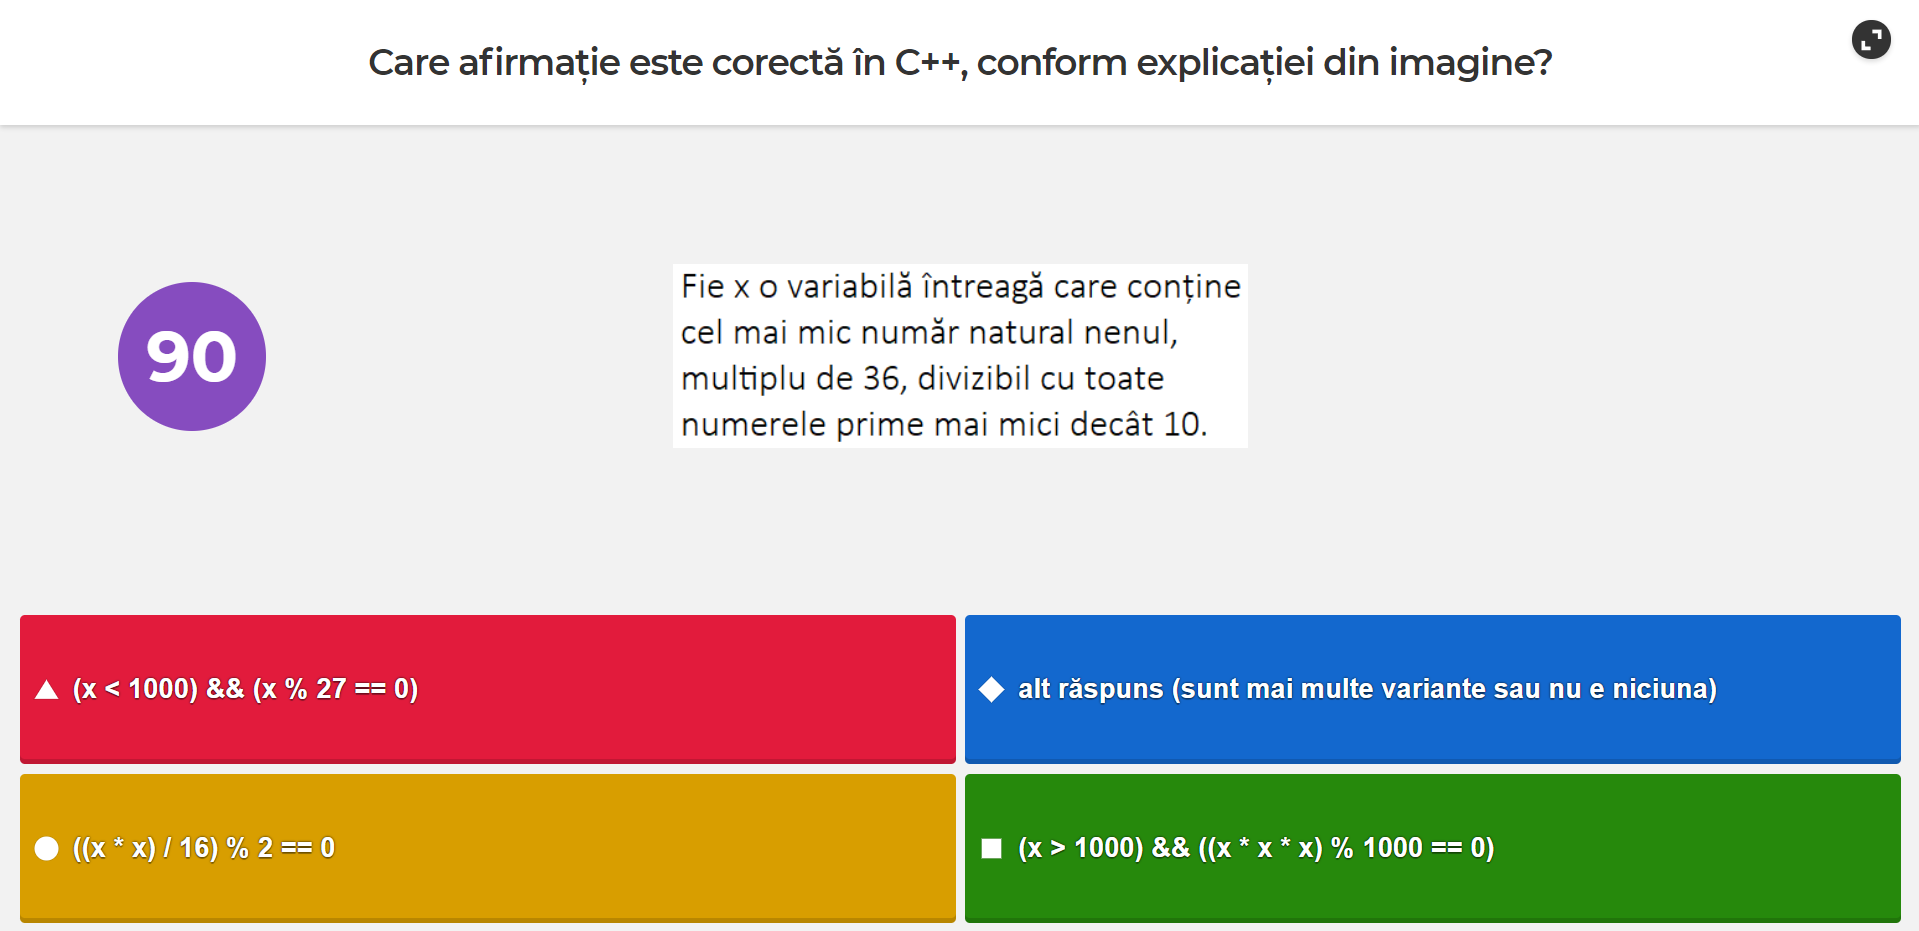 Care afirmație este corectă în C++, conform explicației din imagine?
90
Fie x o variabilă întreagă care conține
cel mai mic număr natural nenul,
multiplu de 36, divizibil cu toate
numerele prime mai mici decât 10.
(x < 1000) && (x % 27 == 0)
alt răspuns (sunt mai multe variante sau nu e niciuna)
((x * x) / 16) % 2 == 0
(x > 1000) && ((x * x * x) % 1000 == 0)